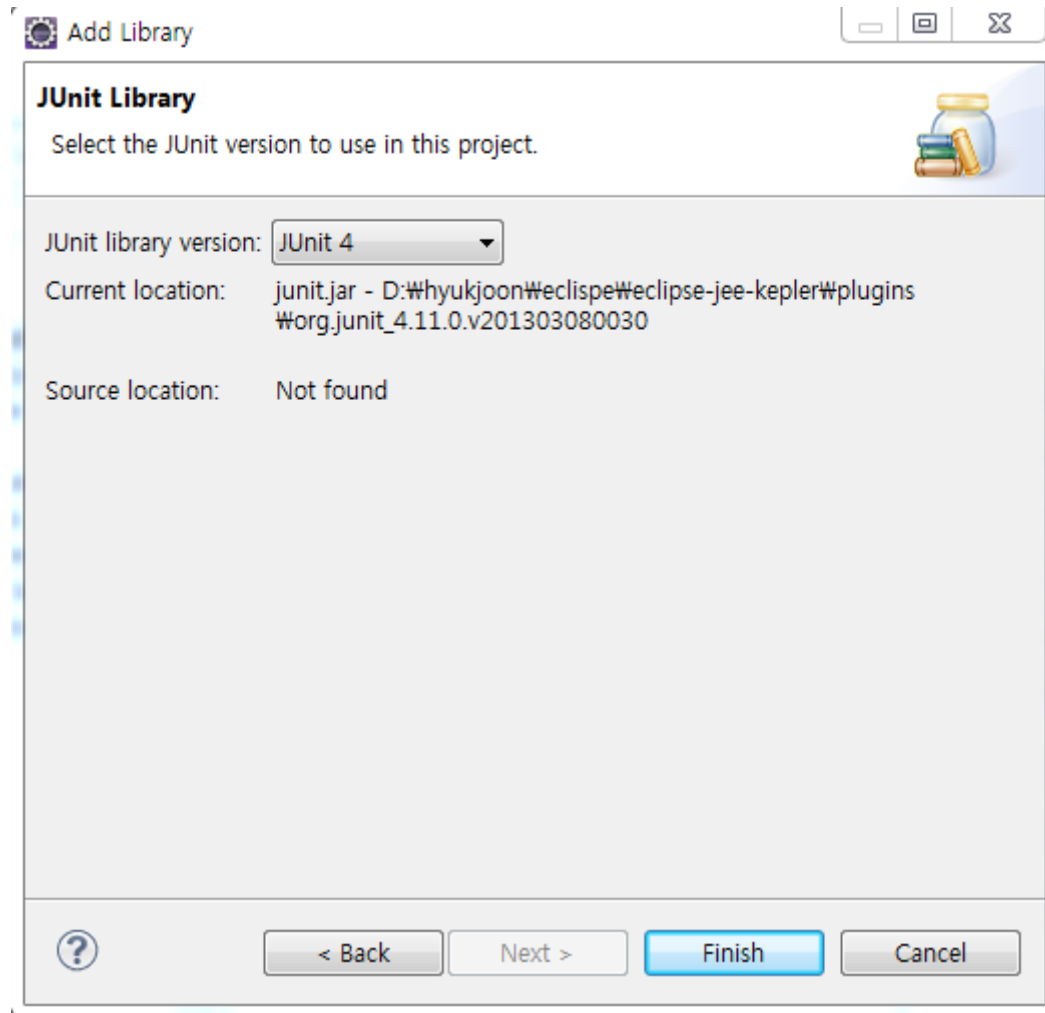 Add Library
JUnit Library
Select the JUnit version to use in this project.
JUnit library version: JUnit 4
Current location: junit.jar - D:₩hyukjoon₩eclispe₩eclipse-jee-kepler₩plugins
₩org.junit_4.11.0.v201303080030
Source location: Not found
?
< Back Next > Finish Cancel